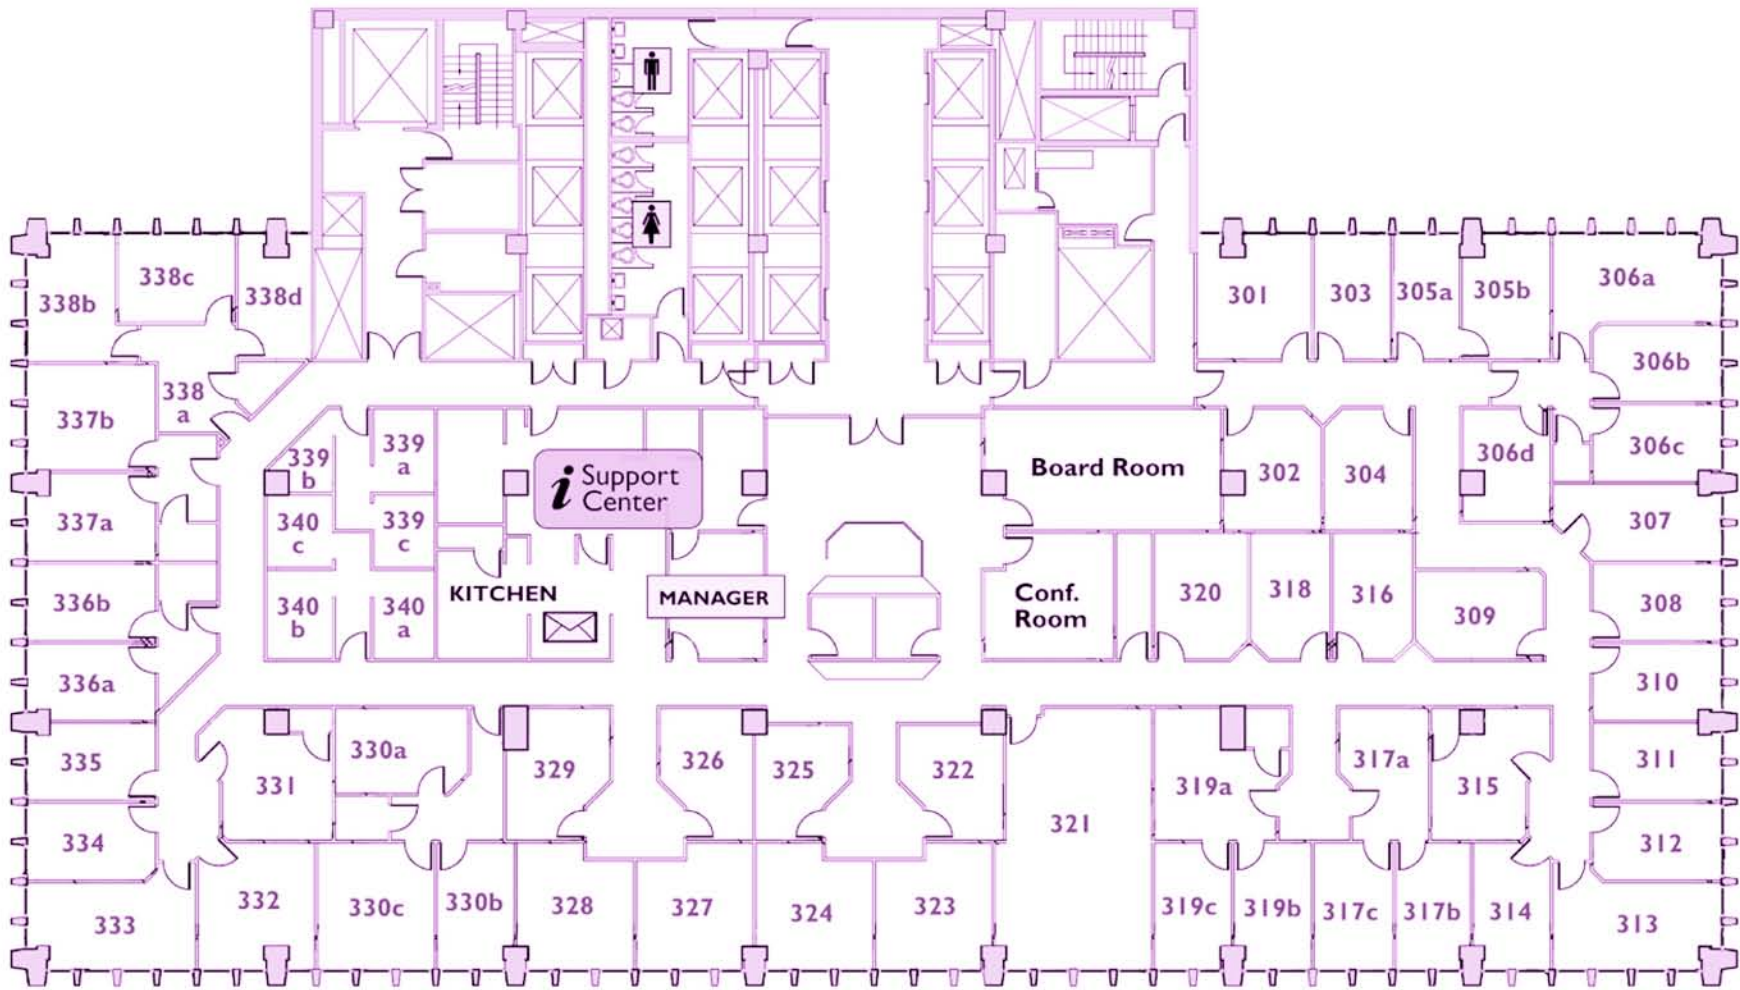 338b
338c
338d
301
303
305a
305b
306a
306b
337b
338
a
339
b
339
a
i Support
Center
Board Room
302
304
306d
306c
337a
340
c
339
c
307
336b
340
b
340
a
KITCHEN
MANAGER
Conf.
Room
320
318
316
309
308
336a
310
335
331
330a
329
326
325
322
321
319a
317a
315
311
334
312
333
332
330c
330b
328
327
324
323
319c
319b
317c
317b
314
313